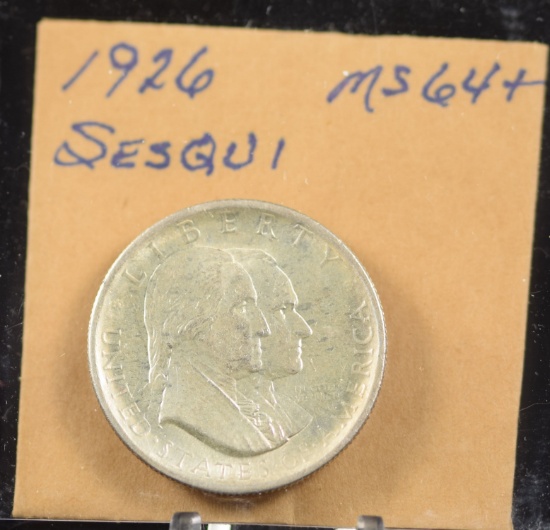 1926 MS64+
SESQUI
LIBERTY
UNITED STATES OF AMERICA